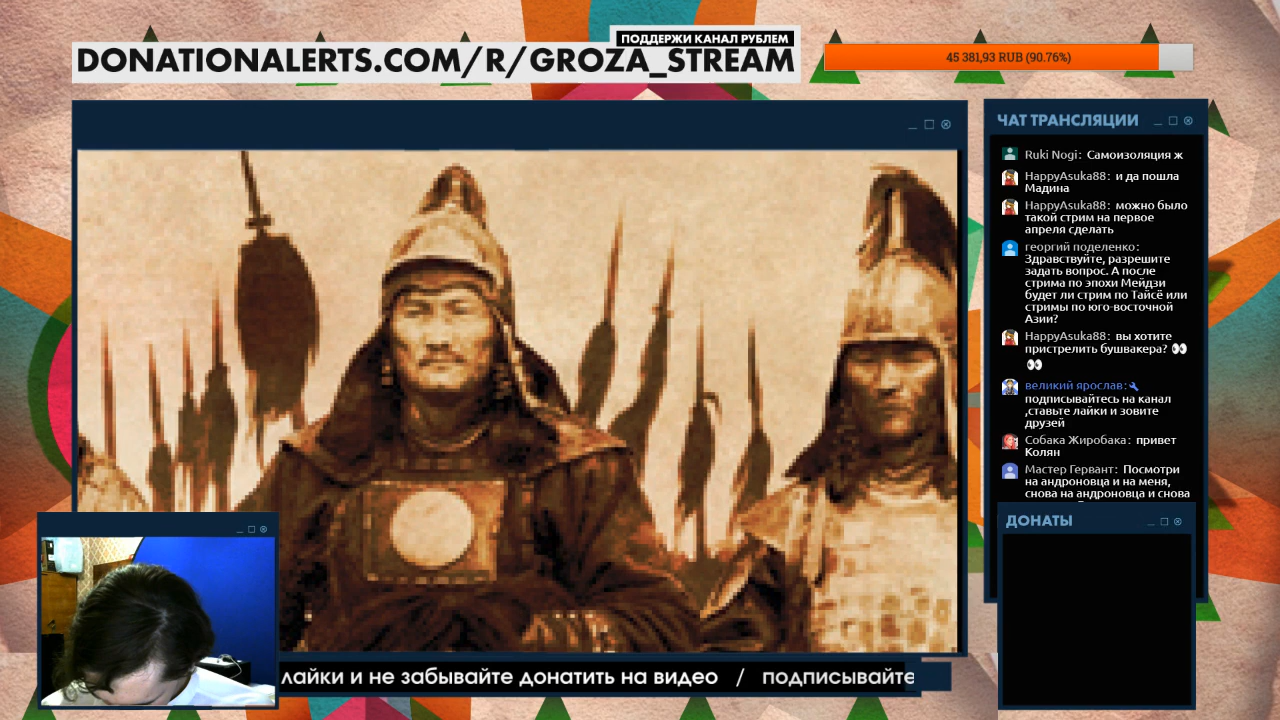 ПОДДЕРЖИ КАНАЛ РУБЛЕМ
DONATIONALERTS.COM/R/GROZA_STREAM
45 381,93 RUB (90.76%)
ЧАТ ТРАНСЛЯЦИИ
Ruki Nogi: Самоизоляция ж
HappyAsuka88: и да пошла
Мадина
HappyAsuka88: можно было
такой стрим на первое
апреля сделать
георгий поделенко:
Здравствуйте, разрешите
задать вопрос. А после
стрима по эпохи Мейдзи
будет ли стрим по Тайсё или
стримы по юго-восточной
Азии?
HappyAsuka88: вы хотите
пристрелить бушвакера? 👀
👀
великий ярослав:
подписывайтесь на канал
,ставьте лайки и зовите
друзей
Собака Жиробака: привет
Колян
Мастер Гервант: Посмотри
на андроновца и на меня,
снова на андроновца и снова
ДОНАТЫ
лайки и не забывайте донатить на видео / подписывайте